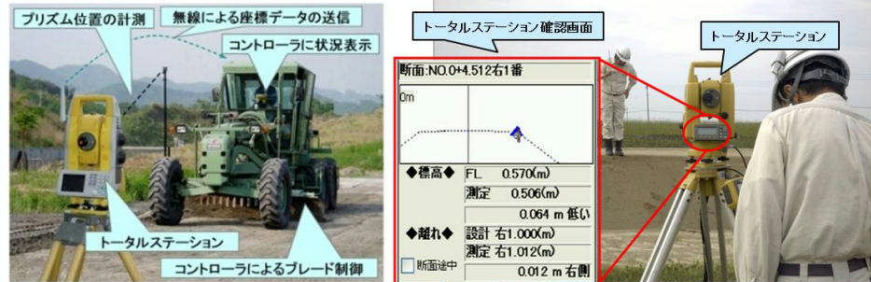 プリズム位置の計測
無線による座標データの送信
コントローラに状況表示
トータルステーション
コントローラによるブレード制御
トータルステーション確認画面
トータルステーション
断面:NO.0+4.512右1番
0m
◆標高◆ FL 0.570(m)
測定 0.506(m)
0.064 m 低い
◆離れ◆ 設計 右1.000(m)
測定 右1.012(m)
断面途中
0.012 m 右側